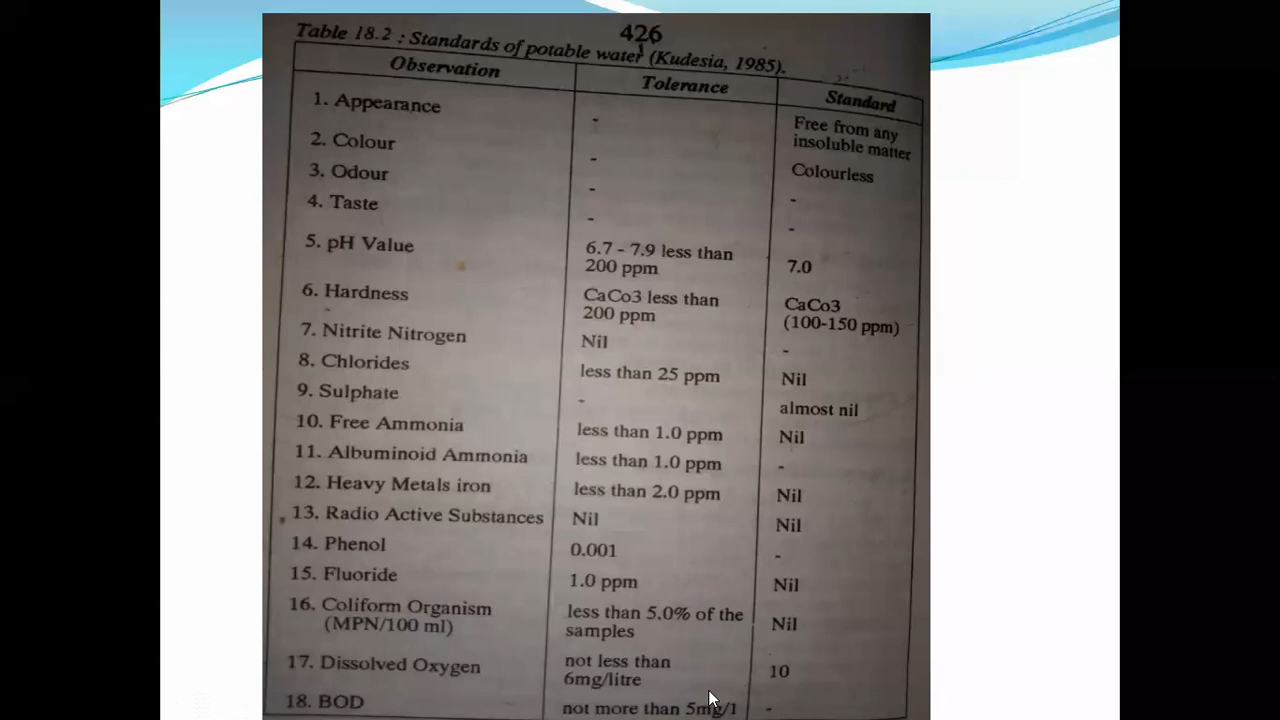 426
Table 18.2 : Standards of potable water (Kudesia, 1985).
Observation Tolerance Standard
1. Appearance - Free from any
insoluble matter
2. Colour - Colourless
3. Odour - -
4. Taste - -
5. pH Value 6.7 - 7.9 less than
200 ppm 7.0
6. Hardness CaCo3 less than CaCo3
200 ppm (100-150 ppm)
7. Nitrite Nitrogen Nil -
8. Chlorides less than 25 ppm Nil
9. Sulphate - almost nil
10. Free Ammonia less than 1.0 ppm Nil
11. Albuminoid Ammonia less than 1.0 ppm -
12. Heavy Metals iron less than 2.0 ppm Nil
13. Radio Active Substances Nil Nil
14. Phenol 0.001 -
15. Fluoride 1.0 ppm Nil
16. Coliform Organism less than 5.0% of the Nil
(MPN/100 ml) samples
17. Dissolved Oxygen not less than 10
6mg/litre
18. BOD not more than 5mg/1 -